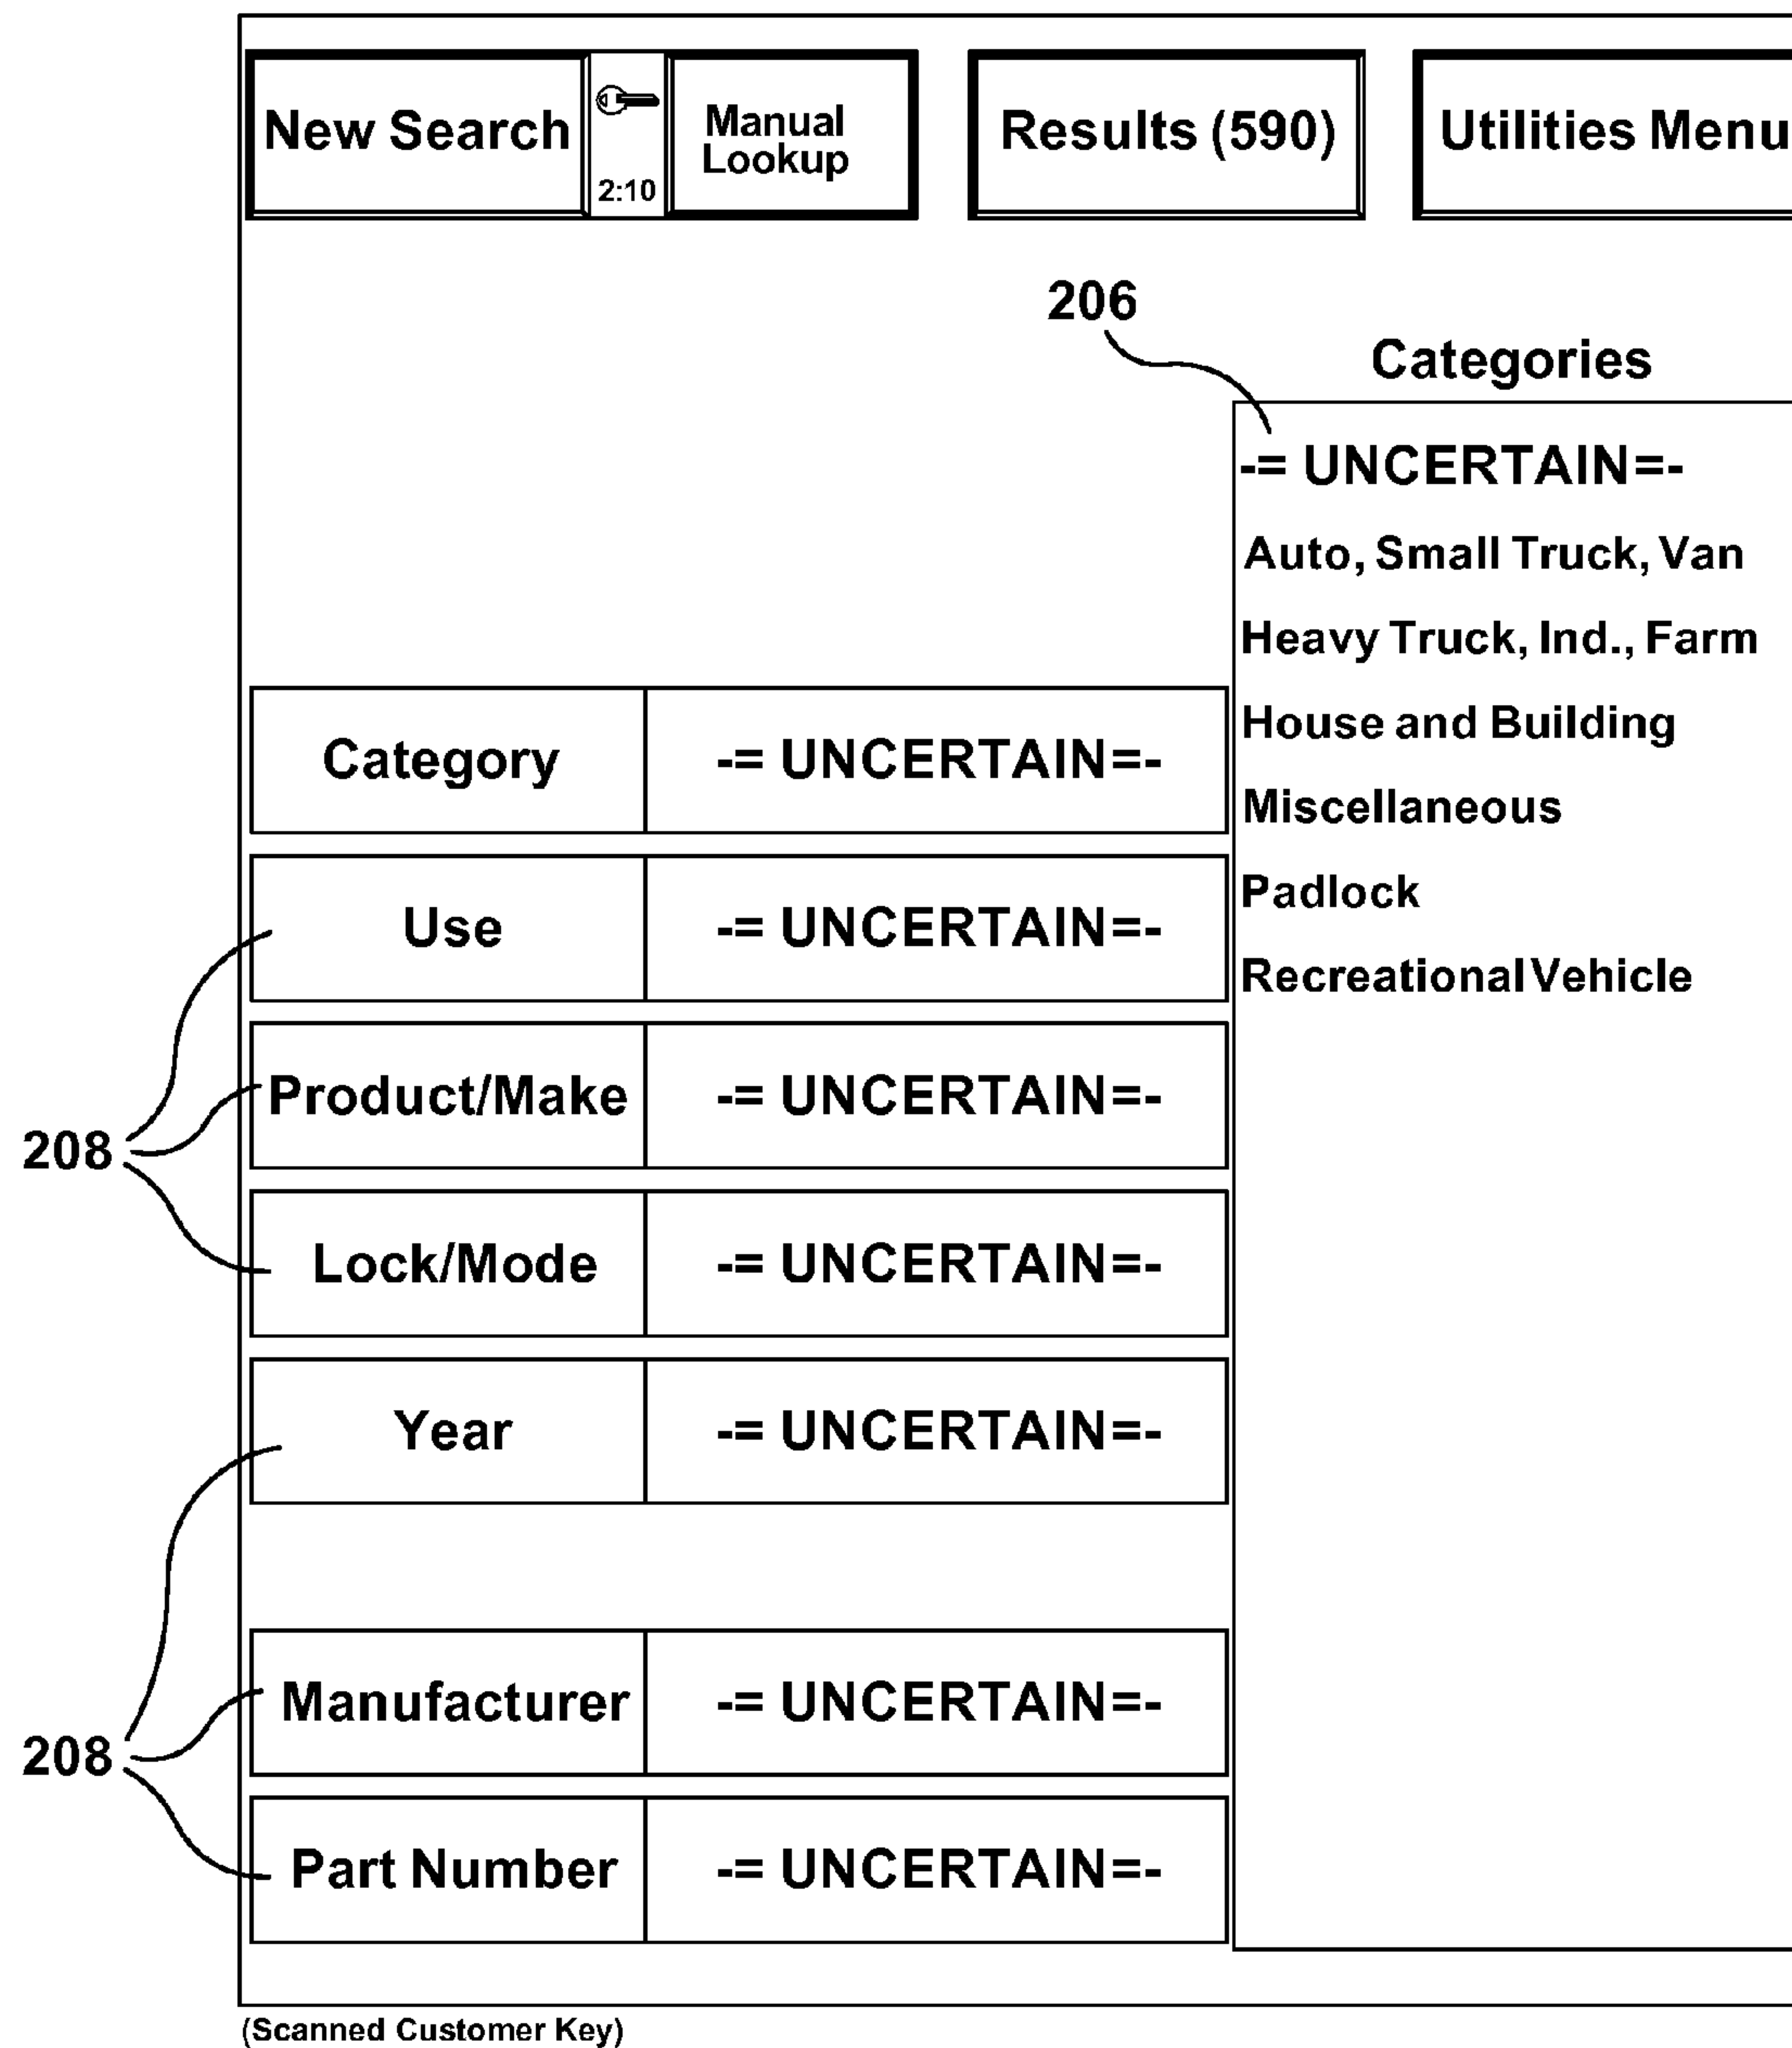 New Search
Manual
Lookup
2:10
Results (590)
Utilities Menu
206
Categories
-= UNCERTAIN=-
Auto, Small Truck, Van
Heavy Truck, Ind., Farm
House and Building
Miscellaneous
Padlock
Recreational Vehicle
Category -= UNCERTAIN=-
Use -= UNCERTAIN=-
Product/Make -= UNCERTAIN=-
208
Lock/Mode -= UNCERTAIN=-
Year -= UNCERTAIN=-
Manufacturer -= UNCERTAIN=-
208
Part Number -= UNCERTAIN=-
(Scanned Customer Key)